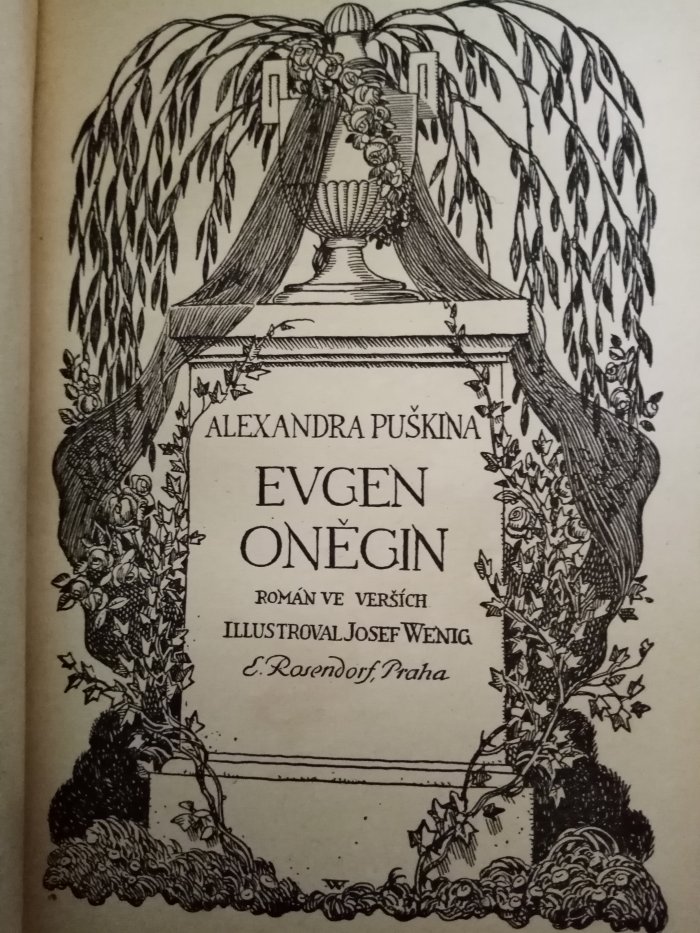 ALEXANDRA PUŠKINA
EVGEN
ONĚGIN
ROMÁN VE VERŠÍCH
ILLUSTROVAL JOSEF WENIG
E. Rosendorf, Praha
W